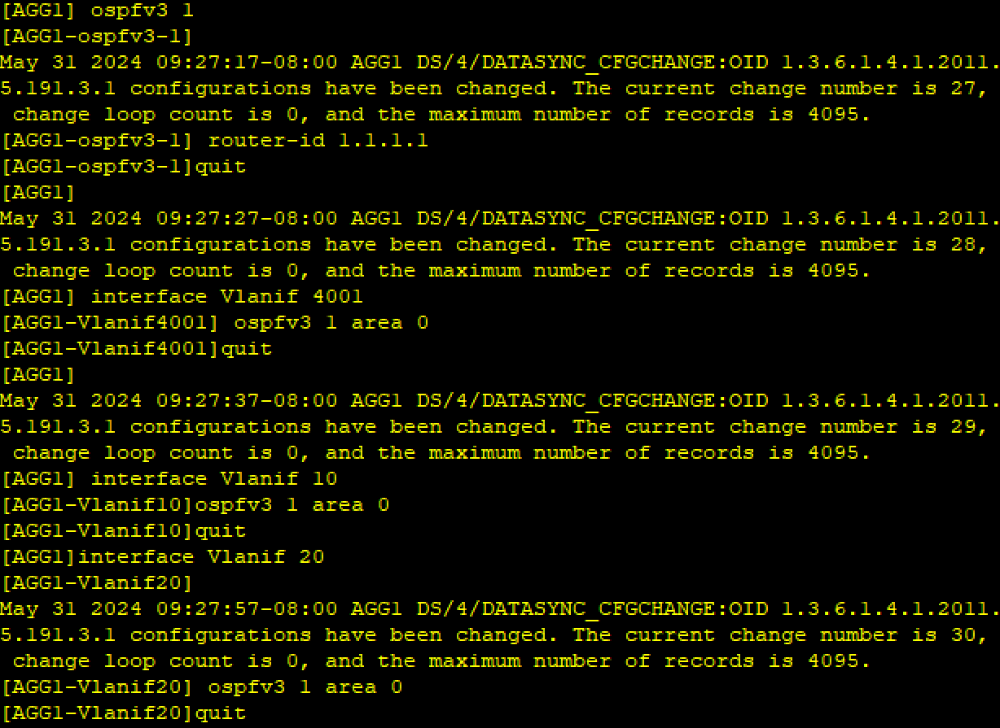 [AGG1] ospfv3 1
[AGG1-ospfv3-1]
May 31 2024 09:27:17-08:00 AGG1 DS/4/DATASYNC_CFGCHANGE:OID 1.3.6.1.4.1.2011.
5.191.3.1 configurations have been changed. The current change number is 27,
 change loop count is 0, and the maximum number of records is 4095.
[AGG1-ospfv3-1] router-id 1.1.1.1
[AGG1-ospfv3-1]quit
[AGG1]
May 31 2024 09:27:27-08:00 AGG1 DS/4/DATASYNC_CFGCHANGE:OID 1.3.6.1.4.1.2011.
5.191.3.1 configurations have been changed. The current change number is 28,
 change loop count is 0, and the maximum number of records is 4095.
[AGG1] interface Vlanif 4001
[AGG1-Vlanif4001] ospfv3 1 area 0
[AGG1-Vlanif4001]quit
[AGG1]
May 31 2024 09:27:37-08:00 AGG1 DS/4/DATASYNC_CFGCHANGE:OID 1.3.6.1.4.1.2011.
5.191.3.1 configurations have been changed. The current change number is 29,
 change loop count is 0, and the maximum number of records is 4095.
[AGG1] interface Vlanif 10
[AGG1-Vlanif10]ospfv3 1 area 0
[AGG1-Vlanif10]quit
[AGG1]interface Vlanif 20
[AGG1-Vlanif20]
May 31 2024 09:27:57-08:00 AGG1 DS/4/DATASYNC_CFGCHANGE:OID 1.3.6.1.4.1.2011.
5.191.3.1 configurations have been changed. The current change number is 30,
 change loop count is 0, and the maximum number of records is 4095.
[AGG1-Vlanif20] ospfv3 1 area 0
[AGG1-Vlanif20]quit